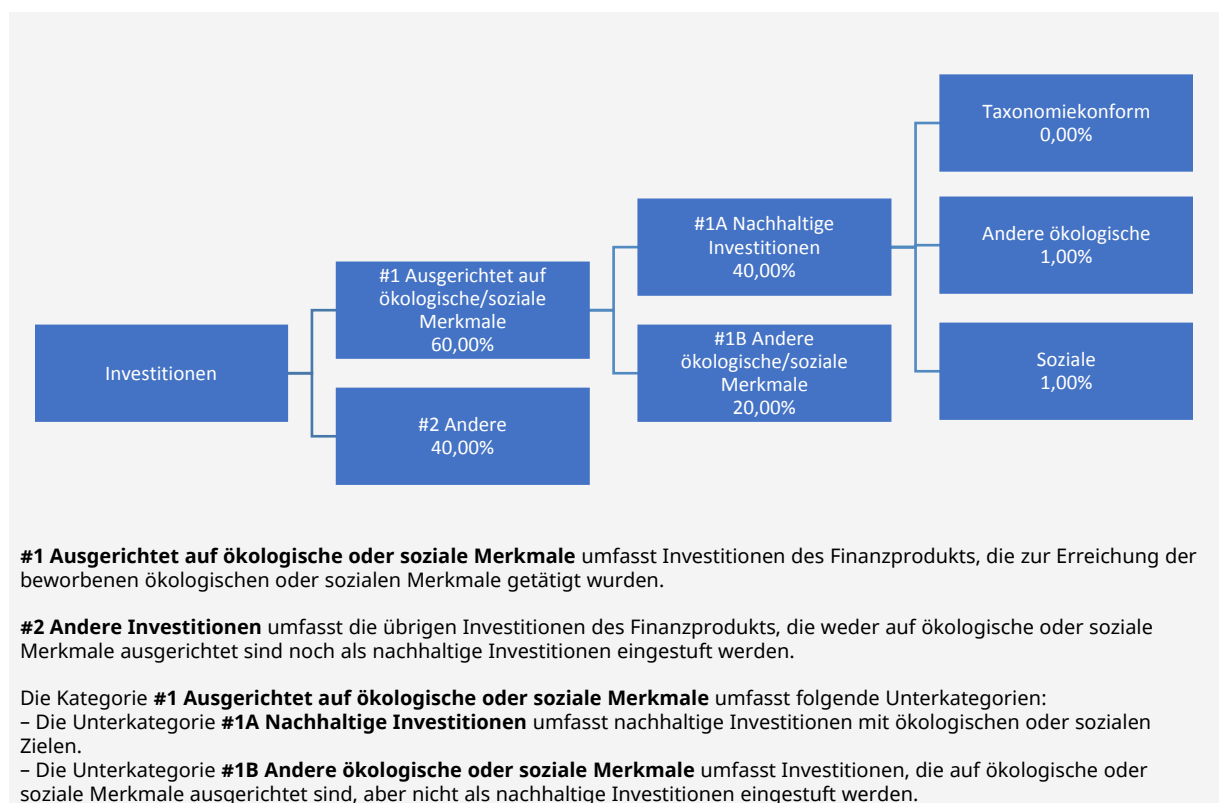 Investitionen
#1 Ausgerichtet auf
ökologische/soziale
Merkmale
60,00%
#2 Andere
40,00%
#1A Nachhaltige
Investitionen
40,00%
#1B Andere
ökologische/soziale
Merkmale
20,00%
Taxonomiekonform
0,00%
Andere ökologische
1,00%
Soziale
1,00%
#1 Ausgerichtet auf ökologische oder soziale Merkmale umfasst Investitionen des Finanzprodukts, die zur Erreichung der
beworbenen ökologischen oder sozialen Merkmale getätigt wurden.
#2 Andere Investitionen umfasst die übrigen Investitionen des Finanzprodukts, die weder auf ökologische oder soziale
Merkmale ausgerichtet sind noch als nachhaltige Investitionen eingestuft werden.
Die Kategorie #1 Ausgerichtet auf ökologische oder soziale Merkmale umfasst folgende Unterkategorien:
– Die Unterkategorie #1A Nachhaltige Investitionen umfasst nachhaltige Investitionen mit ökologischen oder sozialen
Zielen.
– Die Unterkategorie #1B Andere ökologische oder soziale Merkmale umfasst Investitionen, die auf ökologische oder
soziale Merkmale ausgerichtet sind, aber nicht als nachhaltige Investitionen eingestuft werden.